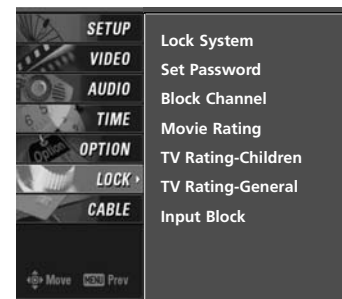 SETUP
VIDEO
AUDIO
TIME
OPTION
LOCK
CABLE
Move MENU Prev
Lock System
Set Password
Block Channel
Movie Rating
TV Rating-Children
TV Rating-General
Input Block